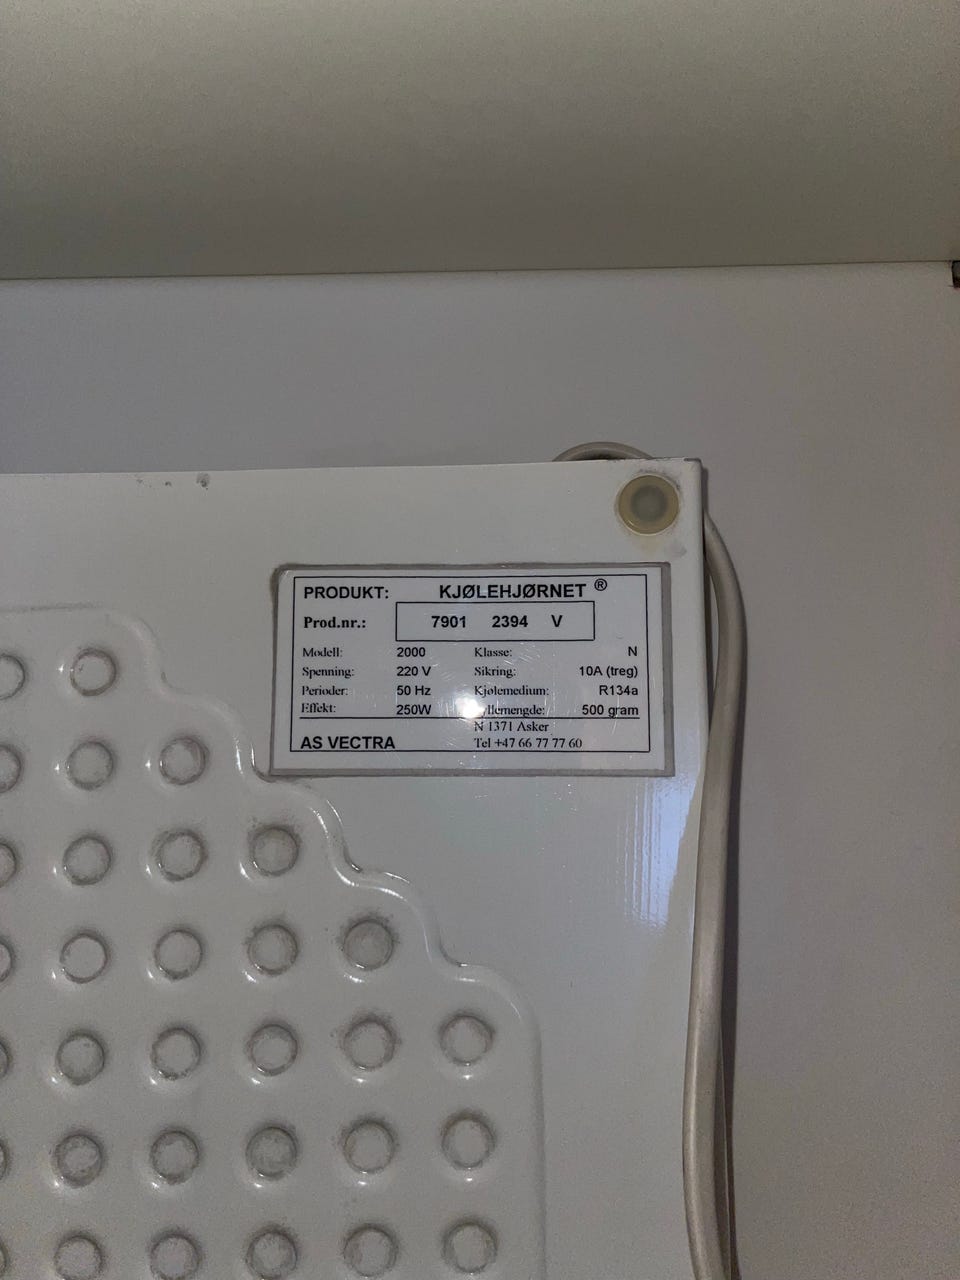 PRODUKT: KJØLEHJØRNET ®
Prod.nr.: 7901 2394 V
Modell: 2000 Klasse: N
Spenning: 220 V Sikring: 10A (treg)
Perioder: 50 Hz Kjølemedium: R134a
Effekt: 250W 500 gram
N 1371 Asker
AS VECTRA Tel +47 66 77 77 60